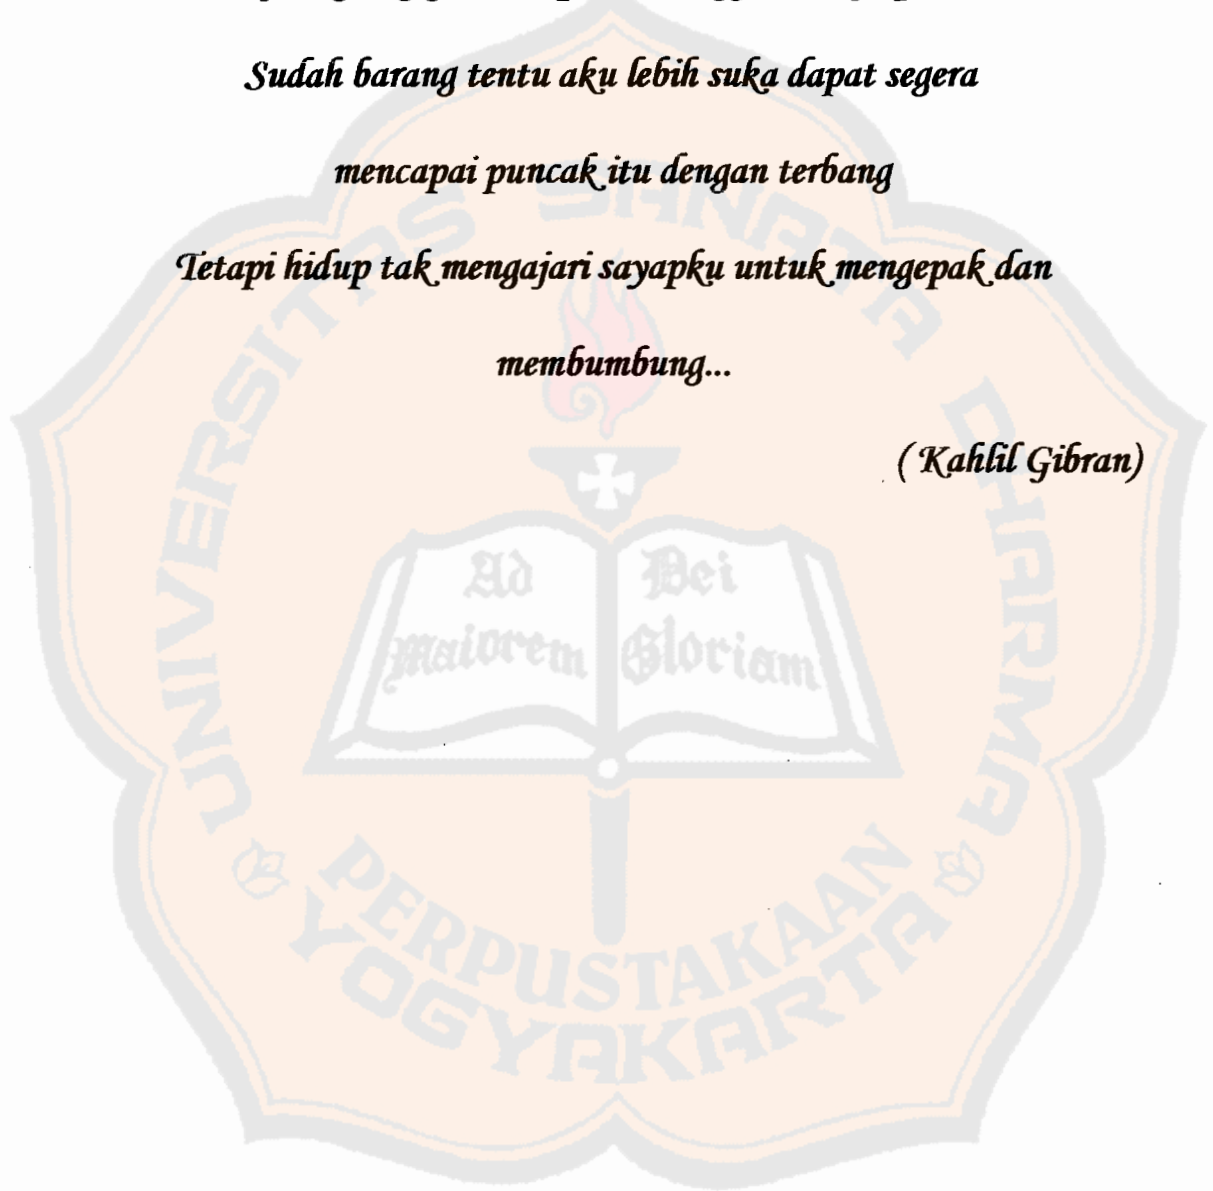 Sudah barang tentu aku lebih suka dapat segera
mencapai puncak itu dengan terbang
Tetapi hidup tak mengajari sayapku untuk mengepak dan
membumbung...
( Kahlil Gibran)
UNIVERSITAS SANATA DHARMA
Ad Dei
Maiorem Gloriam
PERPUSTAKAAN
YOGYAKARTA